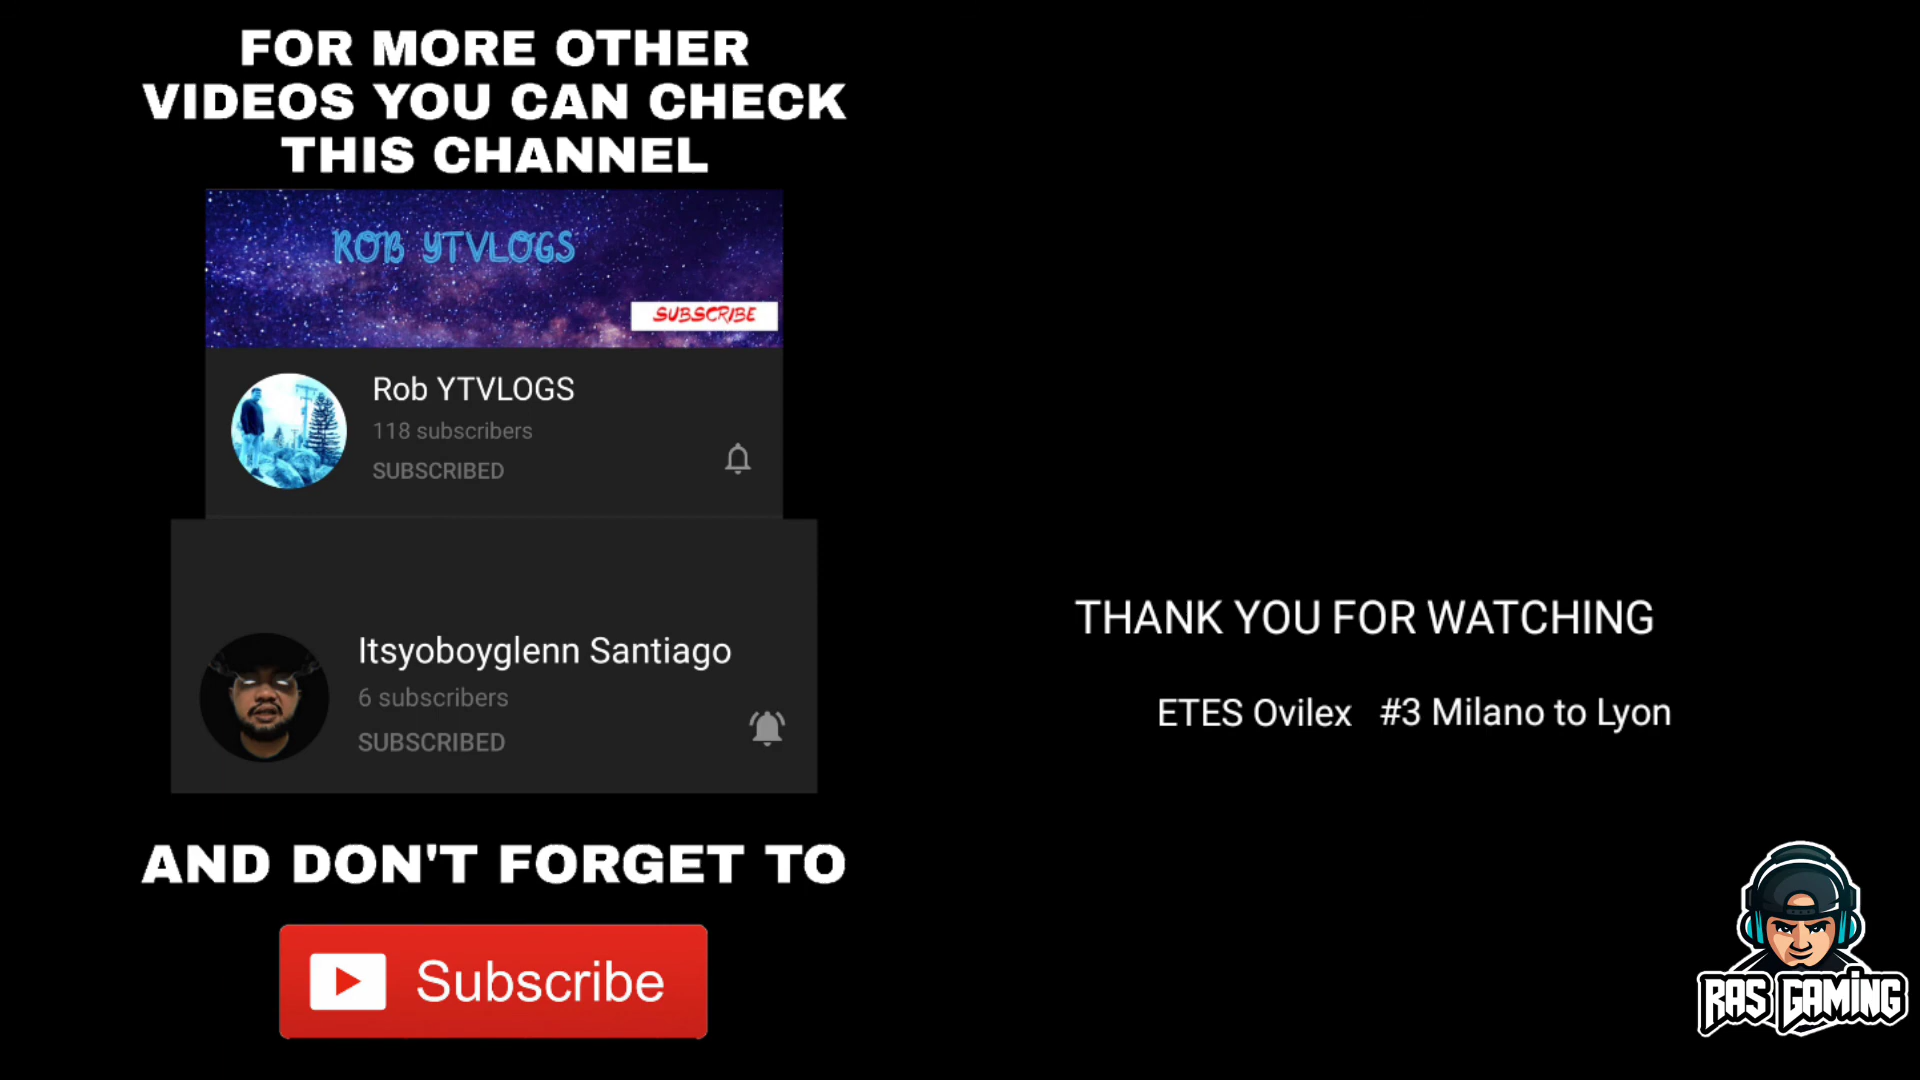 FOR MORE OTHER
VIDEOS YOU CAN CHECK
THIS CHANNEL
ROB YTVLOGS
SUBSCRIBE
Rob YTVLOGS
118 subscribers
SUBSCRIBED
Itsyoboyglenn Santiago
6 subscribers
SUBSCRIBED
AND DON'T FORGET TO
Subscribe
THANK YOU FOR WATCHING
ETES Ovilex #3 Milano to Lyon
RAS GAMING